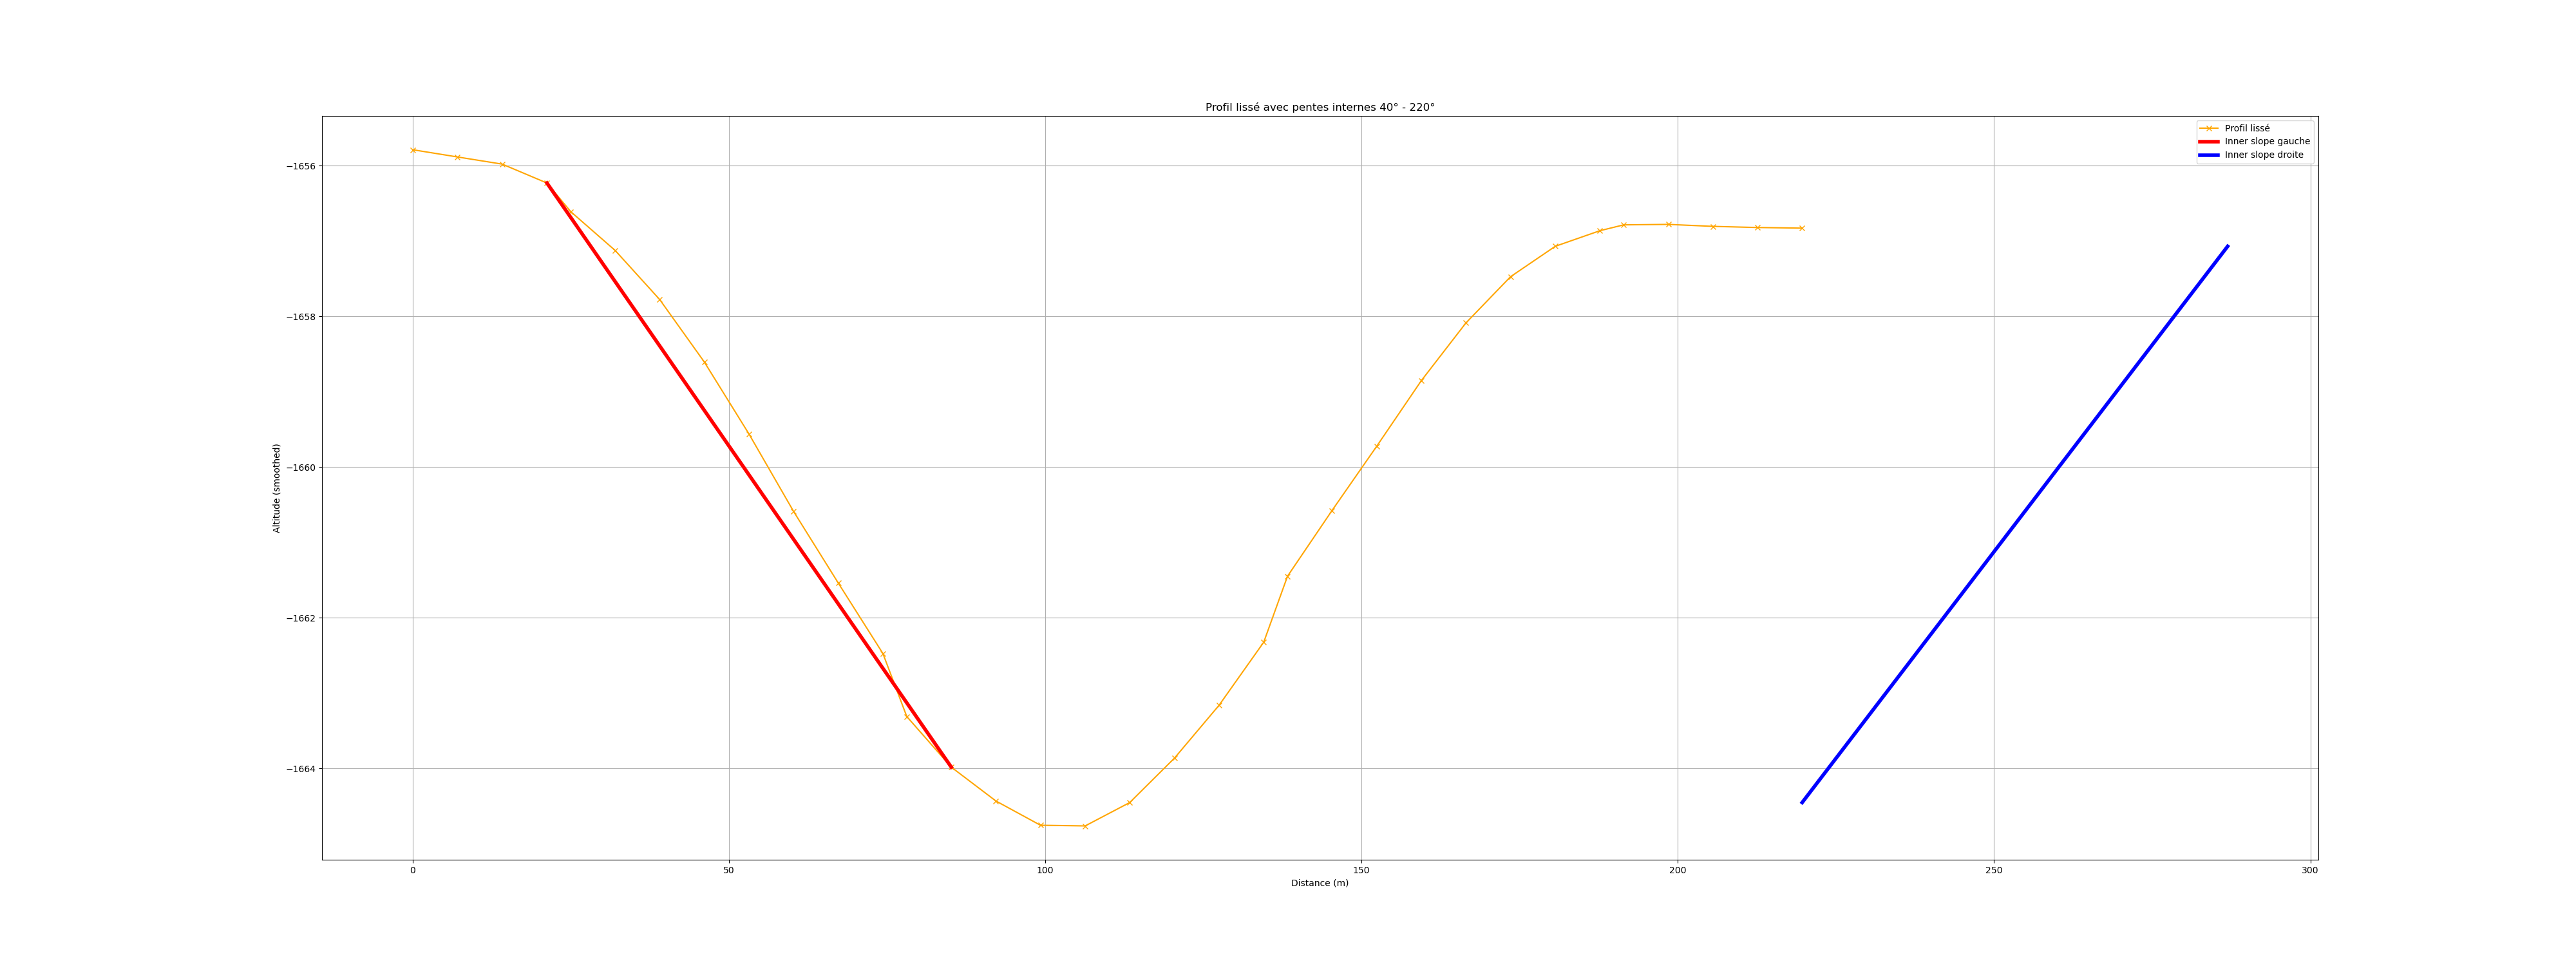 Profil lissé avec pentes internes 40° - 220°
Profil lissé
Inner slope gauche
Inner slope droite
Altitude (smoothed)
−1656
−1658
−1660
−1662
−1664
0 50 100 150 200 250 300
Distance (m)